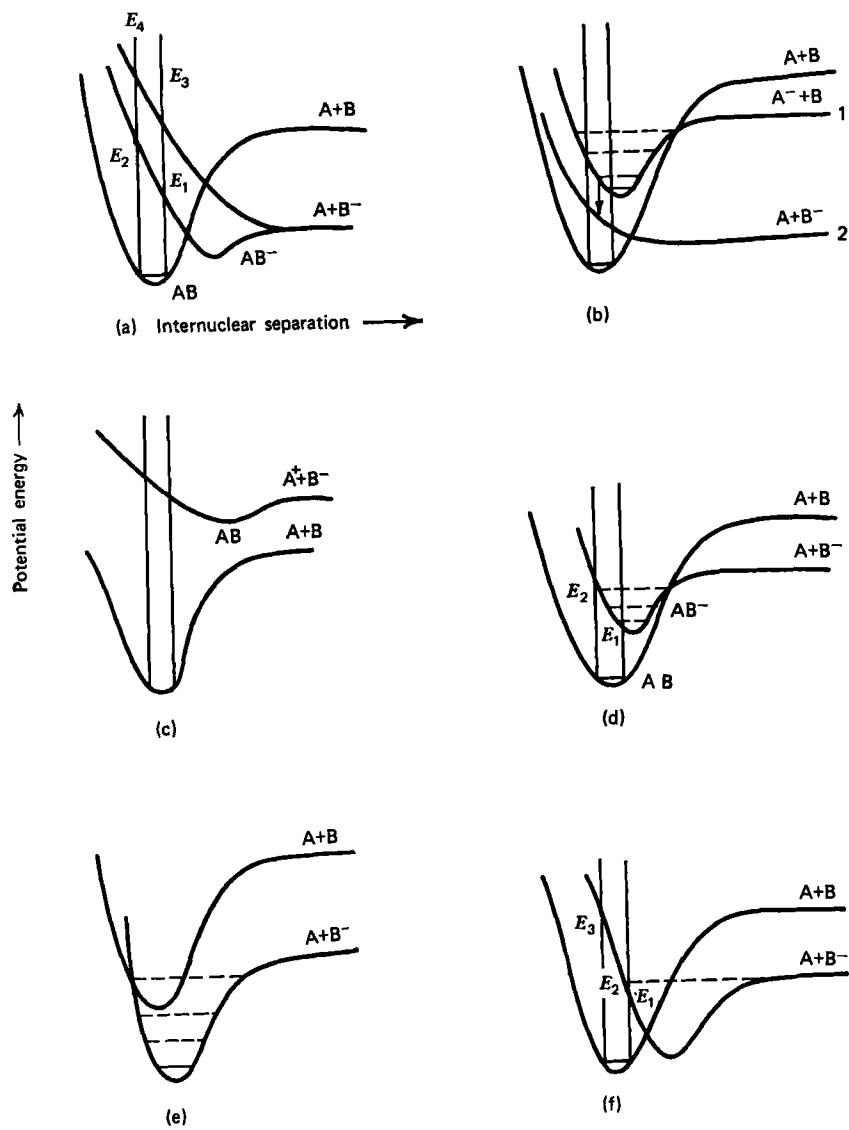 E4
E3
A+B
E2
E1
A+B−
AB−
AB
(a) Internuclear separation ⟶
A+B
A−+B
1
A+B−
2
(b)
Potential energy ⟶
A++B−
AB
A+B
(c)
A+B
A+B−
E2
AB−
E1
A B
(d)
A+B
A+B−
(e)
A+B
E3
A+B−
E2
E1
(f)